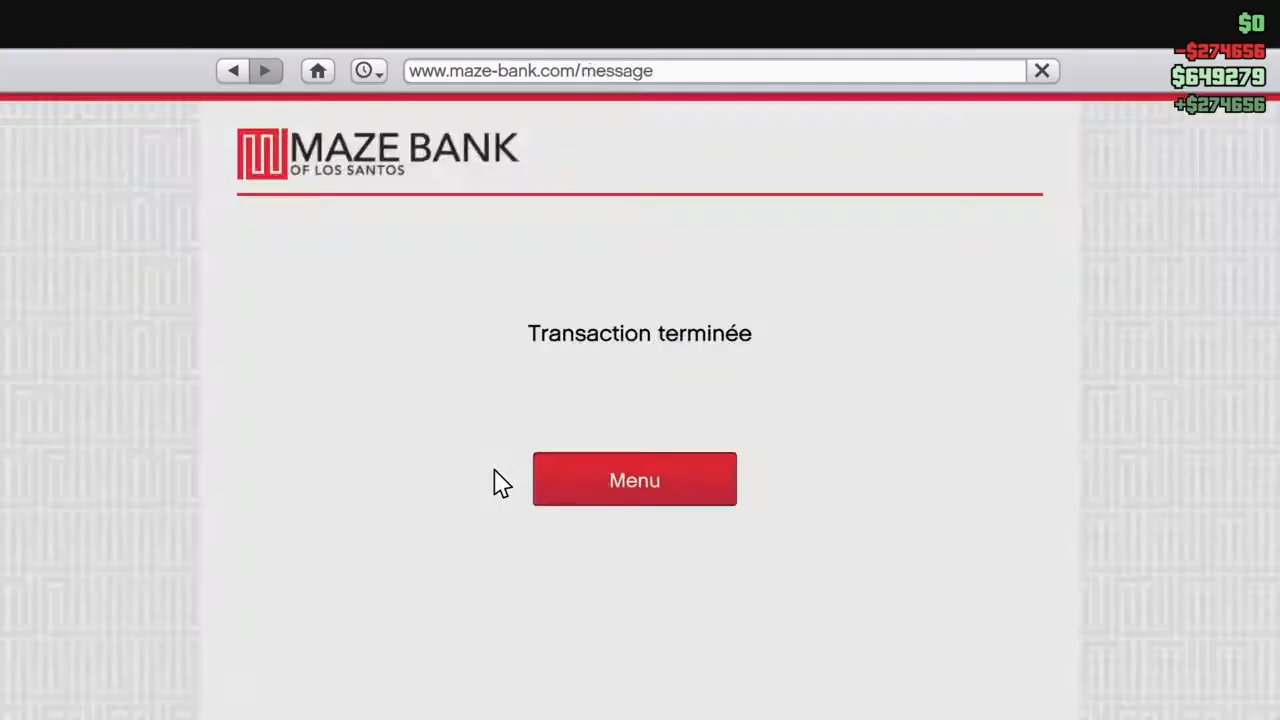 $0
-$274656
www.maze-bank.com/message
$649279
+$274656
MAZE BANK
OF LOS SANTOS
Transaction terminée
Menu